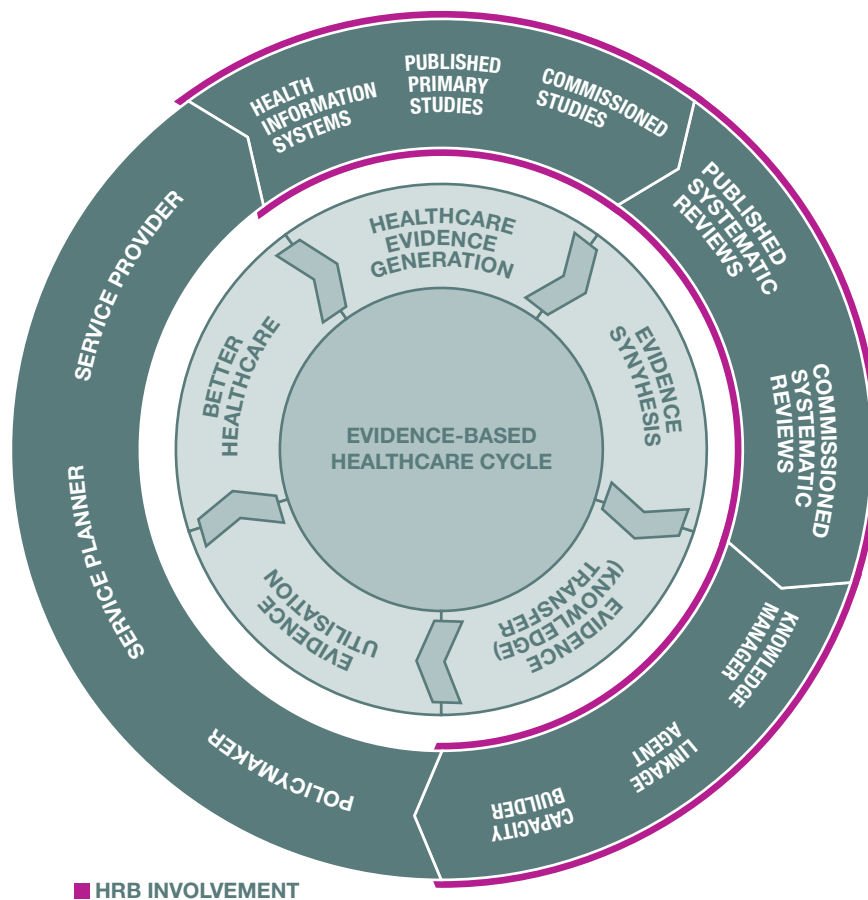 HEALTH
INFORMATION
SYSTEMS
PUBLISHED
PRIMARY
STUDIES
COMMISSIONED
STUDIES
PUBLISHED
SYSTEMATIC
REVIEWS
COMMISSIONED
SYSTEMATIC
REVIEWS
KNOWLEDGE
MANAGER
LINKAGE
AGENT
CAPACITY
BUILDER
POLICYMAKER
SERVICE PLANNER
SERVICE PROVIDER
HEALTHCARE
EVIDENCE
GENERATION
EVIDENCE
SYNYHESIS
EVIDENCE
(KNOWLEDGE)
TRANSFER
EVIDENCE
UTILISATION
BETTER
HEALTHCARE
EVIDENCE-BASED
HEALTHCARE CYCLE
HRB INVOLVEMENT